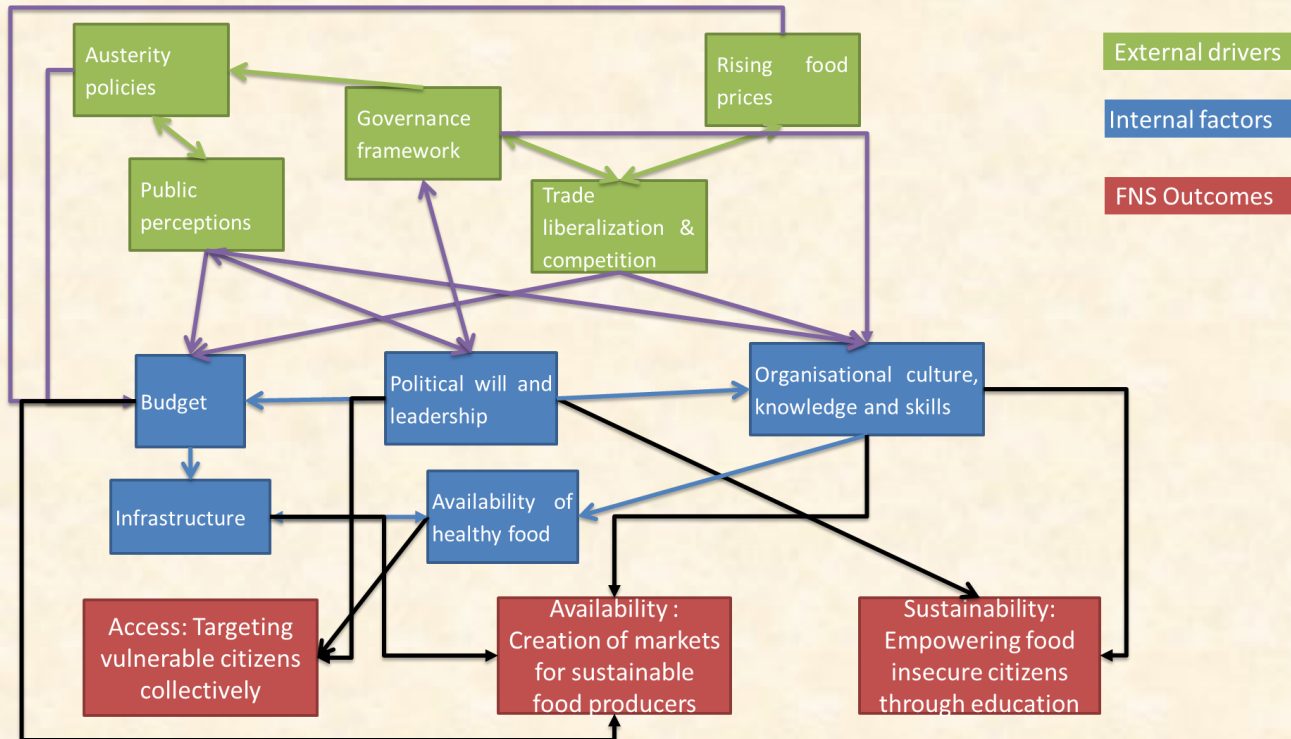 Austerity
policies
Rising food
prices
External drivers
Governance
framework
Internal factors
Public
perceptions
Trade
liberalization &
competition
FNS Outcomes
Budget
Political will and
leadership
Organisational culture,
knowledge and skills
Infrastructure
Availability of
healthy food
Access: Targeting
vulnerable citizens
collectively
Availability :
Creation of markets
for sustainable
food producers
Sustainability:
Empowering food
insecure citizens
through education